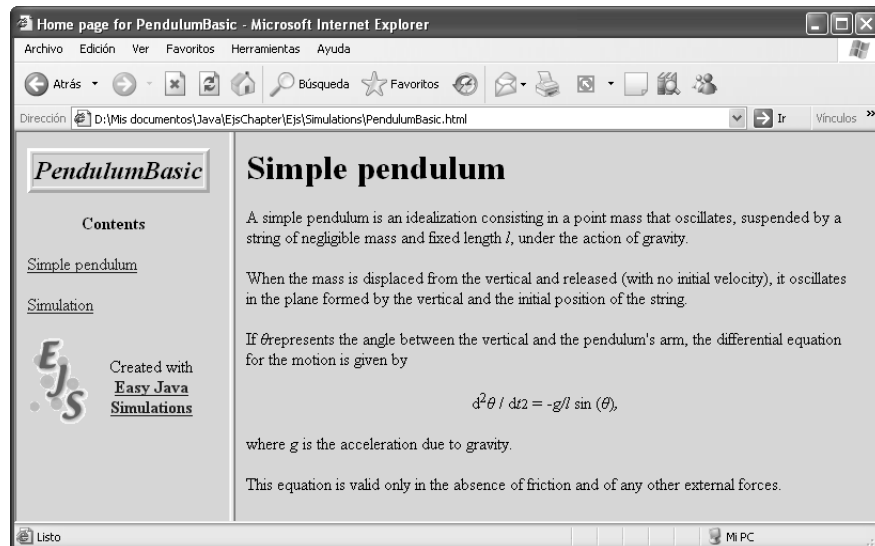 Home page for PendulumBasic - Microsoft Internet Explorer
Archivo Edición Ver Favoritos Herramientas Ayuda
Atrás Búsqueda Favoritos
Dirección D:\Mis documentos\Java\EjsChapter\Ejs\Simulations\PendulumBasic.html Ir Vínculos »
PendulumBasic
Contents
Simple pendulum
Simulation
EJS
Created with
Easy Java
Simulations
Simple pendulum
A simple pendulum is an idealization consisting in a point mass that oscillates, suspended by a
string of negligible mass and fixed length l, under the action of gravity.
When the mass is displaced from the vertical and released (with no initial velocity), it oscillates
in the plane formed by the vertical and the initial position of the string.
If θrepresents the angle between the vertical and the pendulum's arm, the differential equation
for the motion is given by
d²θ / dt2 = -g/l sin (θ),
where g is the acceleration due to gravity.
This equation is valid only in the absence of friction and of any other external forces.
Listo Mi PC